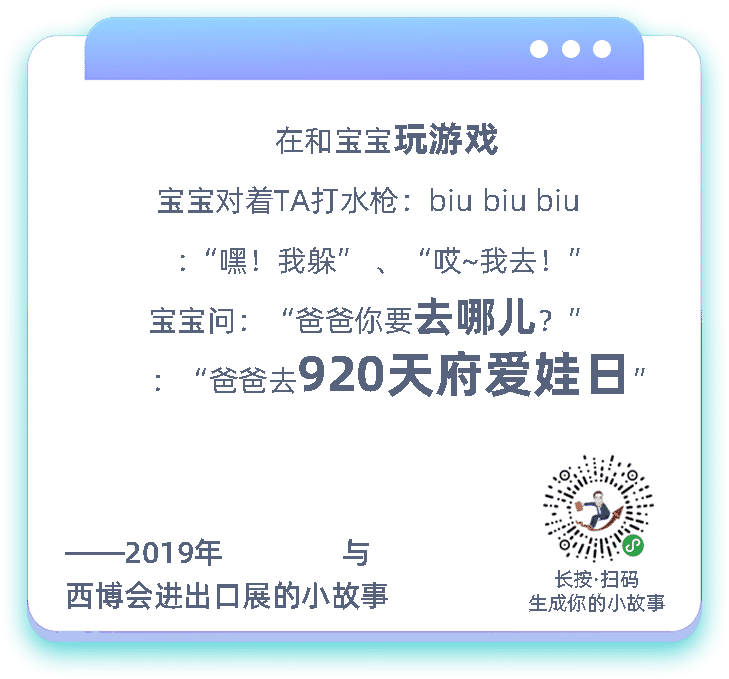 在和宝宝玩游戏
宝宝对着TA打水枪：biu biu biu
：“嘿！我躲” 、 “哎~我去！”
宝宝问： “爸爸你要去哪儿？”
： “爸爸去920天府爱娃日”
——2019年 与
西博会进出口展的小故事
长按·扫码
生成你的小故事